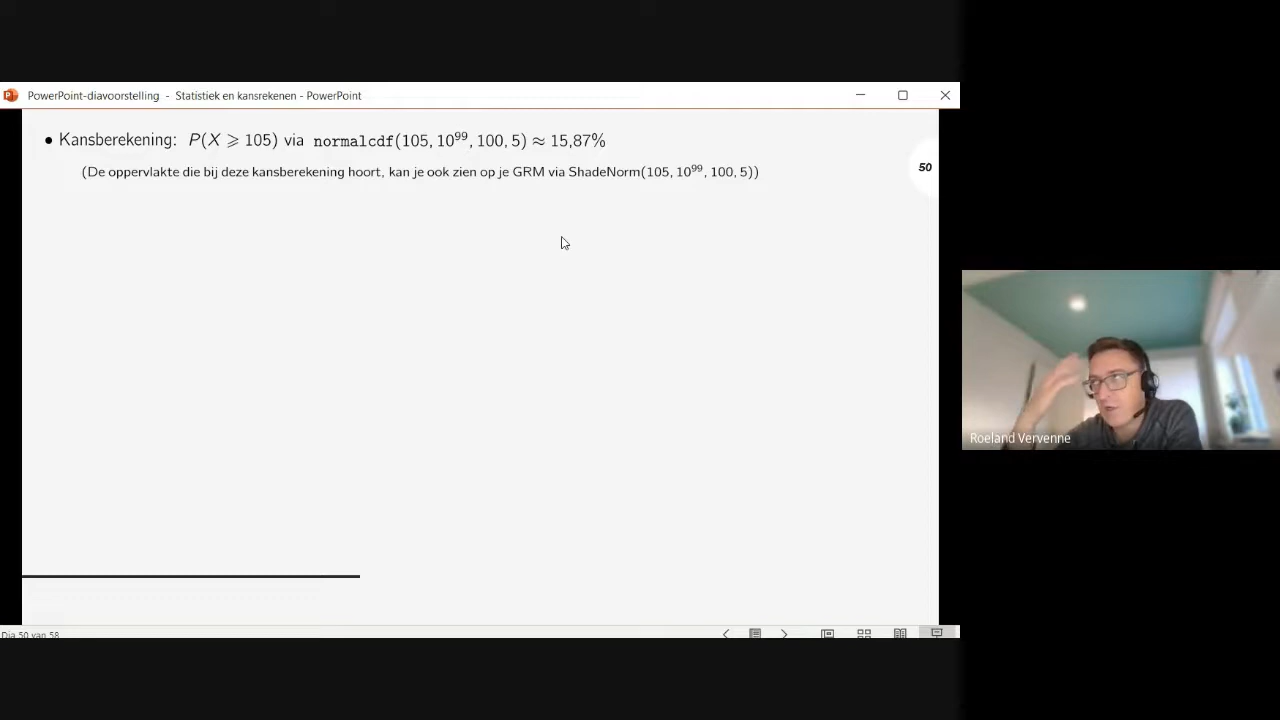 PowerPoint-diavoorstelling - Statistiek en kansrekenen - PowerPoint
• Kansberekening: P(X ⩾ 105) via normalcdf(105, 10⁹⁹, 100, 5) ≈ 15,87%
(De oppervlakte die bij deze kansberekening hoort, kan je ook zien op je GRM via ShadeNorm(105, 10⁹⁹, 100, 5))
50
Roeland Vervenne
Dia 50 van 58